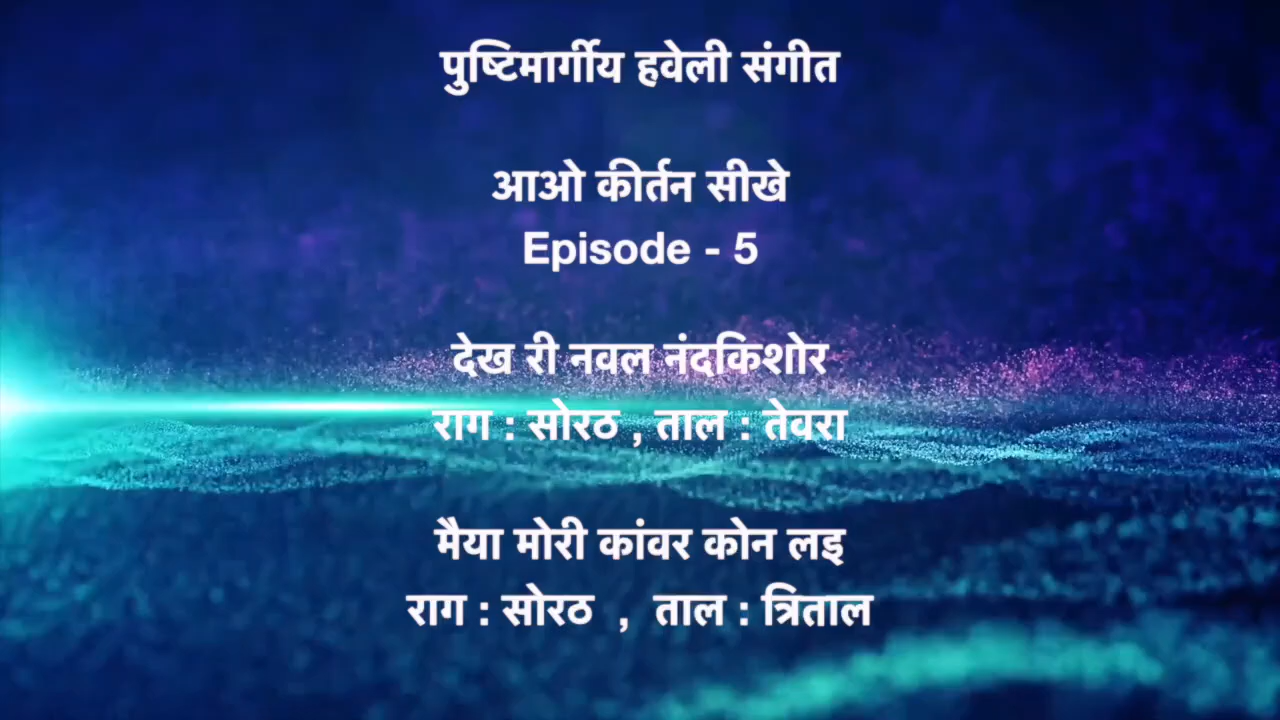 पुष्टिमार्गीय हवेली संगीत
आओ कीर्तन सीखे
Episode - 5
देख री नवल नंदकिशोर
राग : सोरठ , ताल : तेवरा
मैया मोरी कांवर कोन लइ
राग : सोरठ , ताल : त्रिताल